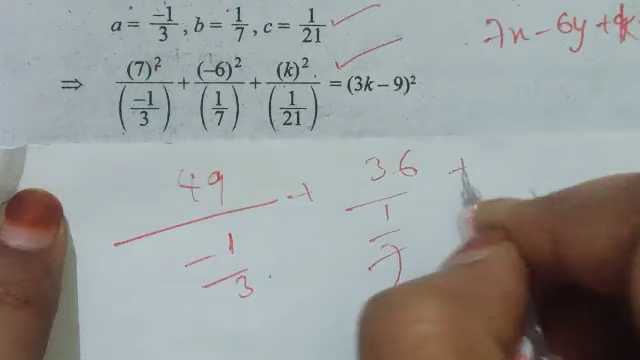 a = -1/3 , b = 1/7 , c = 1/21
7x - 6y + k
⇒ (7)²/(-1/3) + (-6)²/(1/7) + (k)²/(1/21) = (3k - 9)²
49/(-1/3) + 36/(1/7) +